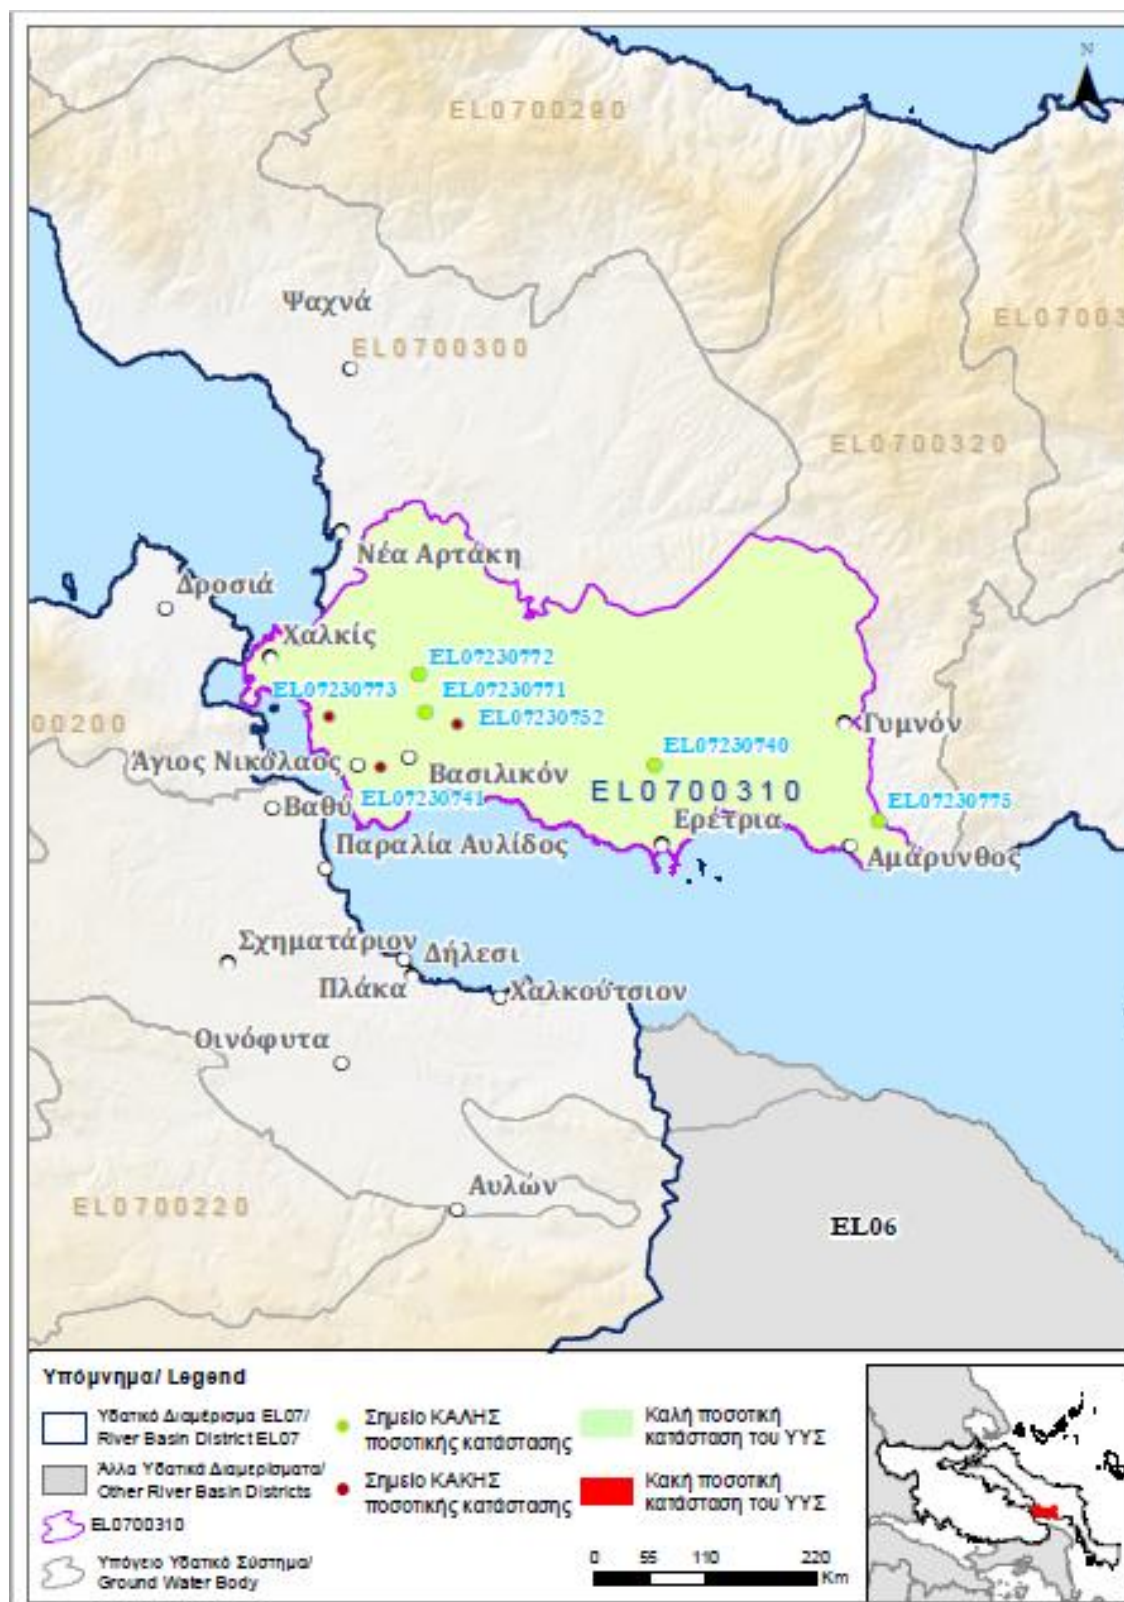 N
EL0700290
Ψαχνά
EL0700300
EL07003
EL0700320
Νέα Αρτάκη
Δροσιά
Χαλκίς
EL07230772
EL07230773
EL07230771
EL07230752
00200
Γυμνόν
Άγιος Νικόλαος
Βασιλικόν
EL07230740
EL0700310
EL07230741
EL07230775
Βαθύ
Ερέτρια
Παραλία Αυλίδος
Αμάρυνθος
Σχηματάριον
Δήλεσι
Πλάκα
Χαλκούτσιον
Οινόφυτα
Αυλών
EL0700220
EL06
Υπόμνημα/ Legend
Υδατικό Διαμέρισμα EL07/
River Basin District EL07
Άλλα Υδατικά Διαμερίσματα/
Other River Basin Districts
EL0700310
Υπόγειο Υδατικό Σύστημα/
Ground Water Body
Σημείο ΚΑΛΗΣ
ποσοτικής κατάστασης
Σημείο ΚΑΚΗΣ
ποσοτικής κατάστασης
Καλή ποσοτική
κατάσταση του ΥΥΣ
Κακή ποσοτική
κατάσταση του ΥΥΣ
0 55 110 220
Km